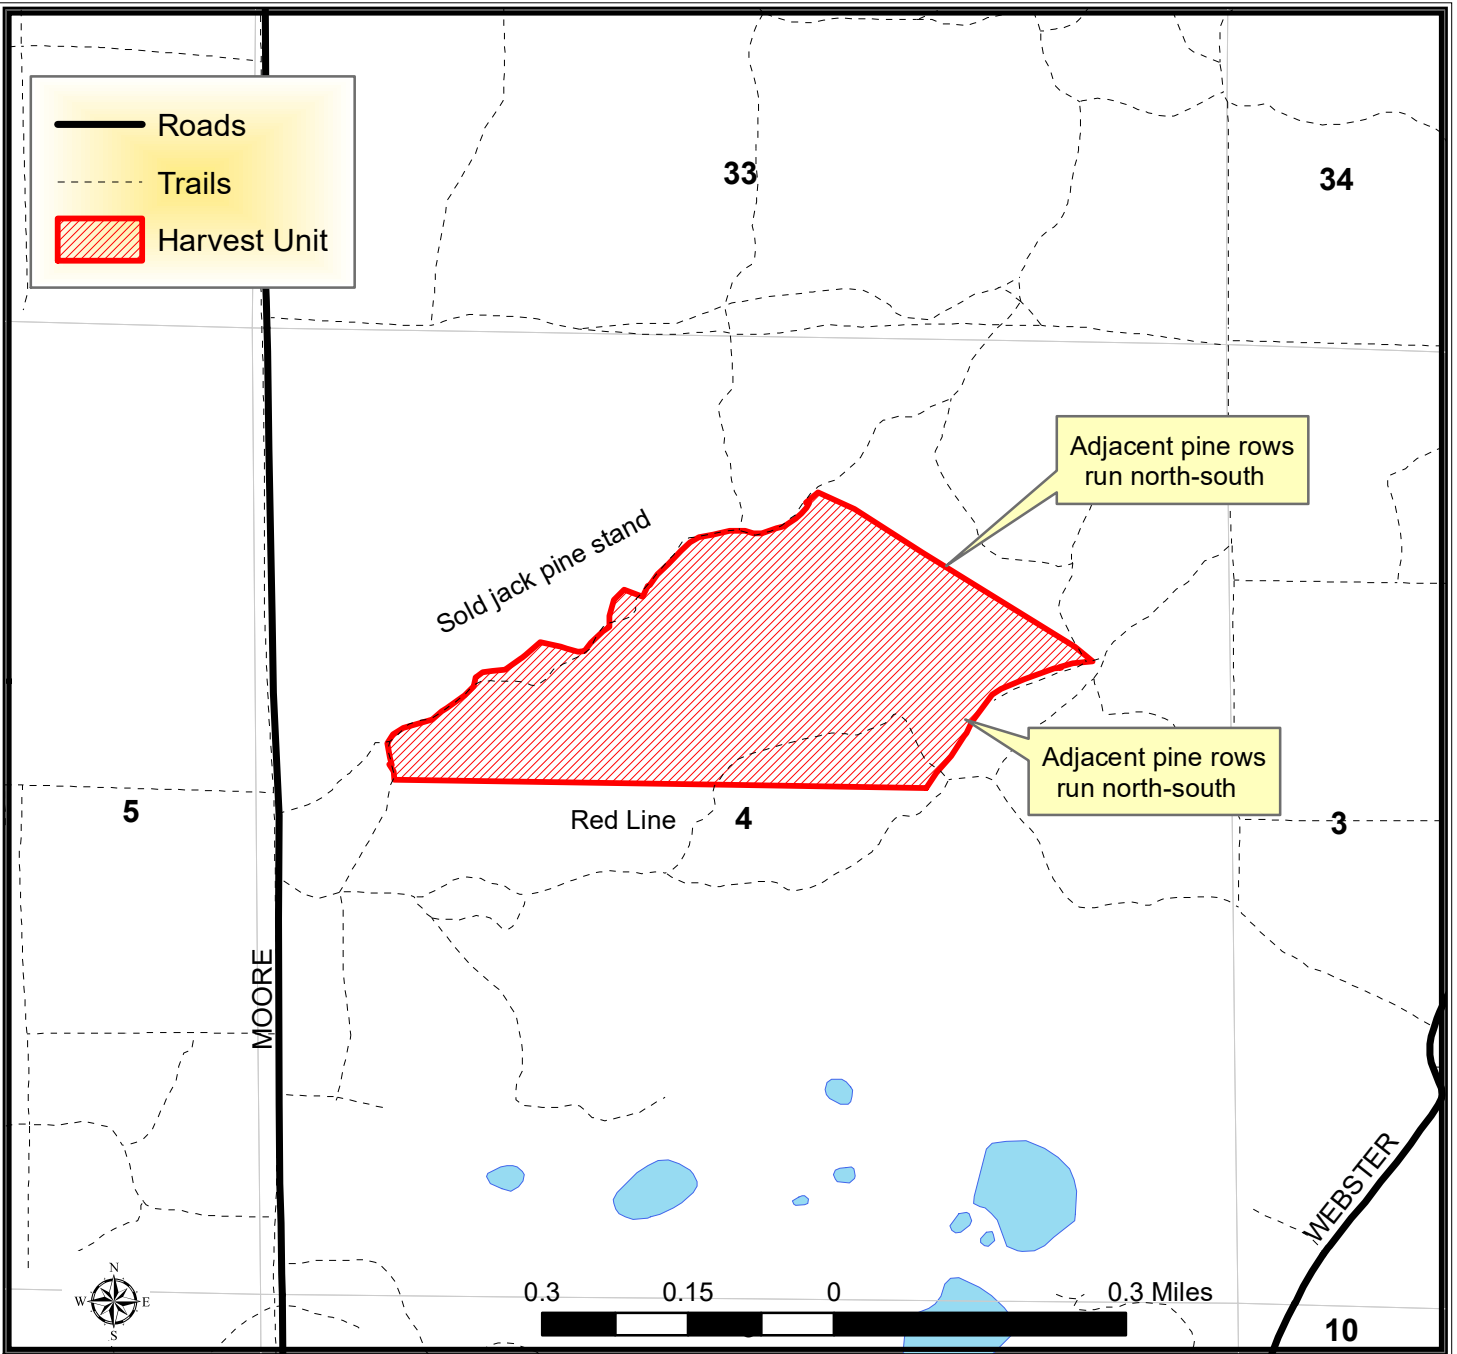 Roads
Trails
Harvest Unit
33
34
Adjacent pine rows
run north-south
Sold jack pine stand
Adjacent pine rows
run north-south
5
Red Line
4
3
MOORE
WEBSTER
N
W
E
S
0.3
0.15
0
0.3 Miles
10